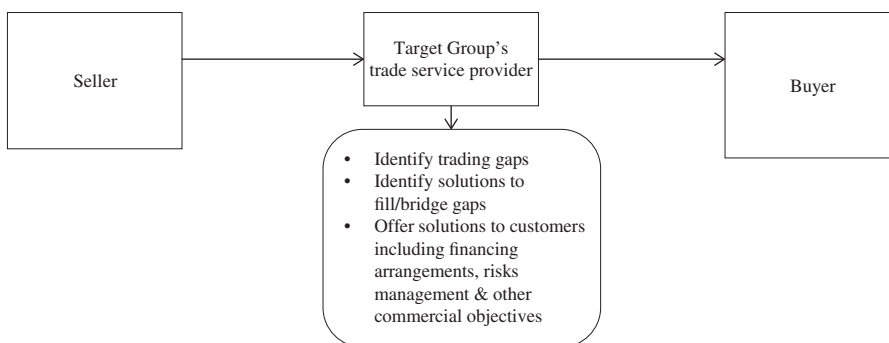 Seller
Target Group's
trade service provider
Buyer
• Identify trading gaps
• Identify solutions to
fill/bridge gaps
• Offer solutions to customers
including financing
arrangements, risks
management & other
commercial objectives